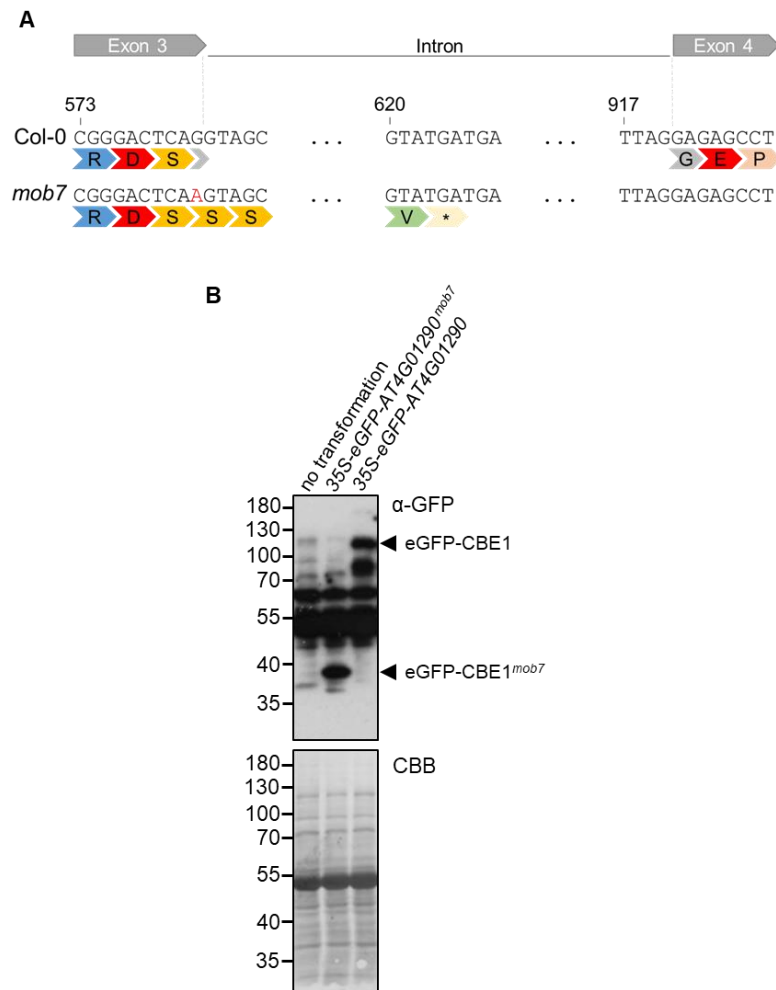 A
Exon 3 Intron Exon 4
573 620 917
Col-0 CGGGACTCAGGTAGC ... GTATGATGA ... TTAGGAGAGCCT
R D S G E P
mob7 CGGGACTCAAAGTAGC ... GTATGATGA ... TTAGGAGAGCCT
R D S S S V *
B
no transformation
35S-eGFP-AT4G01290mob7
35S-eGFP-AT4G01290
180 α-GFP
130
eGFP-CBE1
100
70
55
40 eGFP-CBE1mob7
35
180 CBB
130
100
70
55
40
35